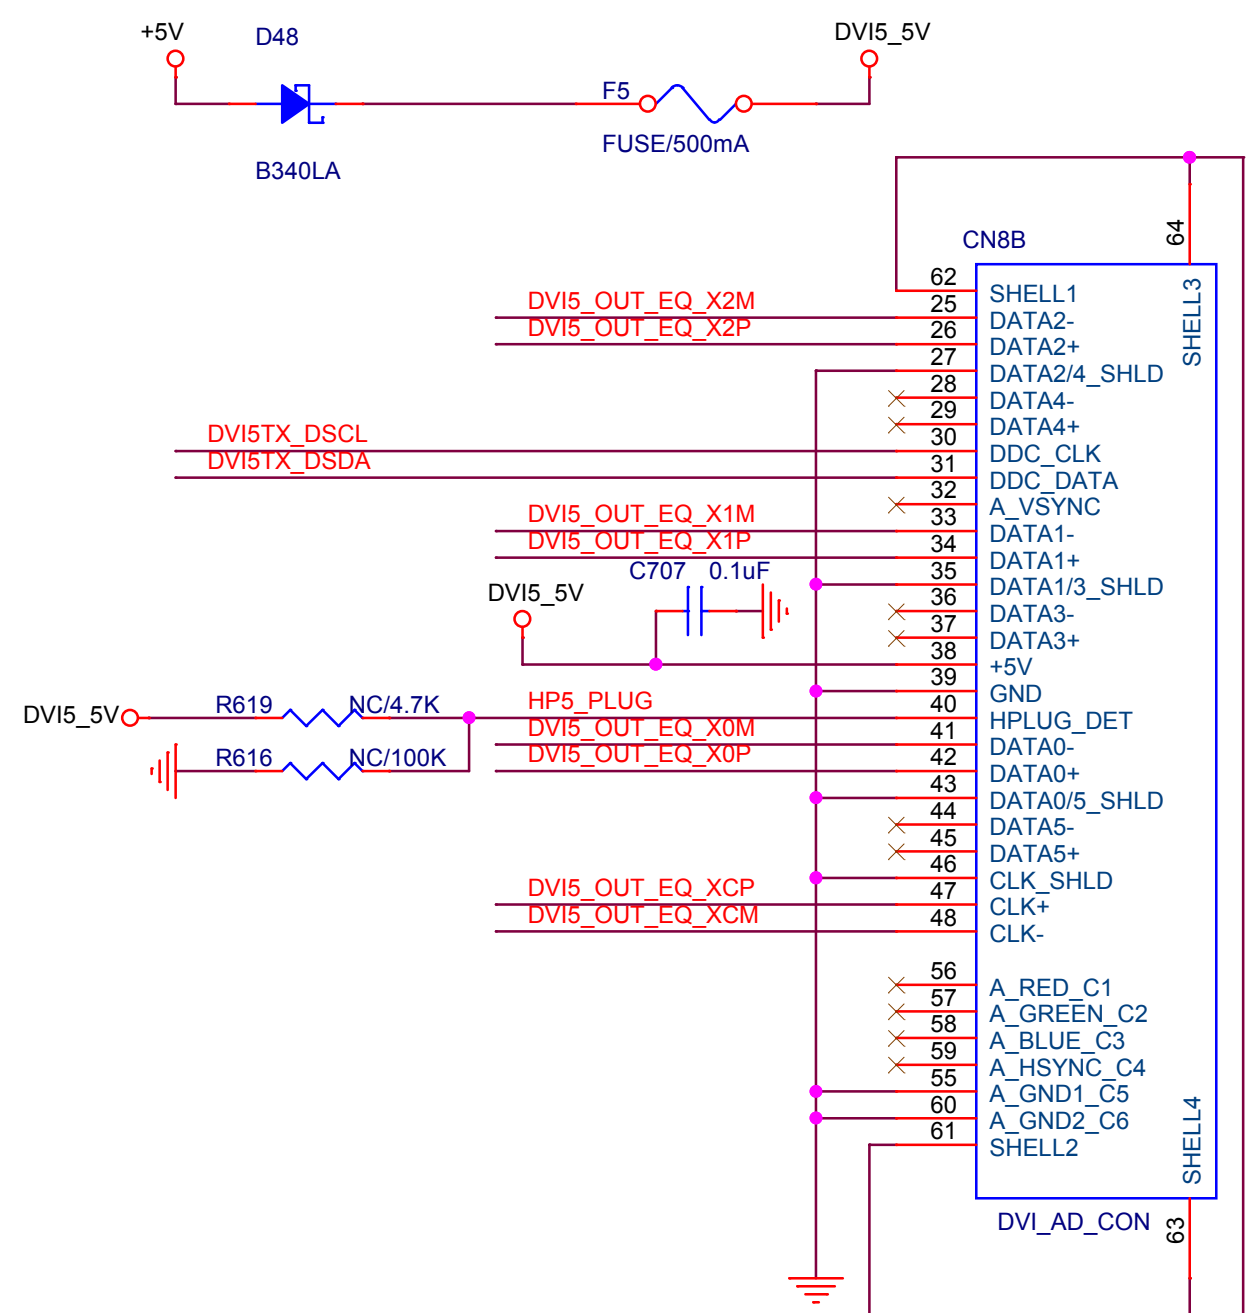 +5V D48 DVI5_5V
F5
FUSE/500mA
B340LA
64
CN8B
SHELL3
62 SHELL1
DVI5_OUT_EQ_X2M 25 DATA2-
DVI5_OUT_EQ_X2P 26 DATA2+
27 DATA2/4_SHLD
28 DATA4-
29 DATA4+
DVI5TX_DSCL 30 DDC_CLK
DVI5TX_DSDA 31 DDC_DATA
32 A_VSYNC
DVI5_OUT_EQ_X1M 33 DATA1-
DVI5_OUT_EQ_X1P 34 DATA1+
C707 0.1uF 35 DATA1/3_SHLD
DVI5_5V 36 DATA3-
37 DATA3+
38 +5V
39 GND
DVI5_5V R619 NC/4.7K HP5_PLUG 40 HPLUG_DET
DVI5_OUT_EQ_X0M 41 DATA0-
R616 NC/100K DVI5_OUT_EQ_X0P 42 DATA0+
43 DATA0/5_SHLD
44 DATA5-
45 DATA5+
46 CLK_SHLD
DVI5_OUT_EQ_XCP 47 CLK+
DVI5_OUT_EQ_XCM 48 CLK-
56 A_RED_C1
57 A_GREEN_C2
58 A_BLUE_C3
59 A_HSYNC_C4
55 A_GND1_C5
60 A_GND2_C6
61 SHELL2
SHELL4
DVI_AD_CON
63